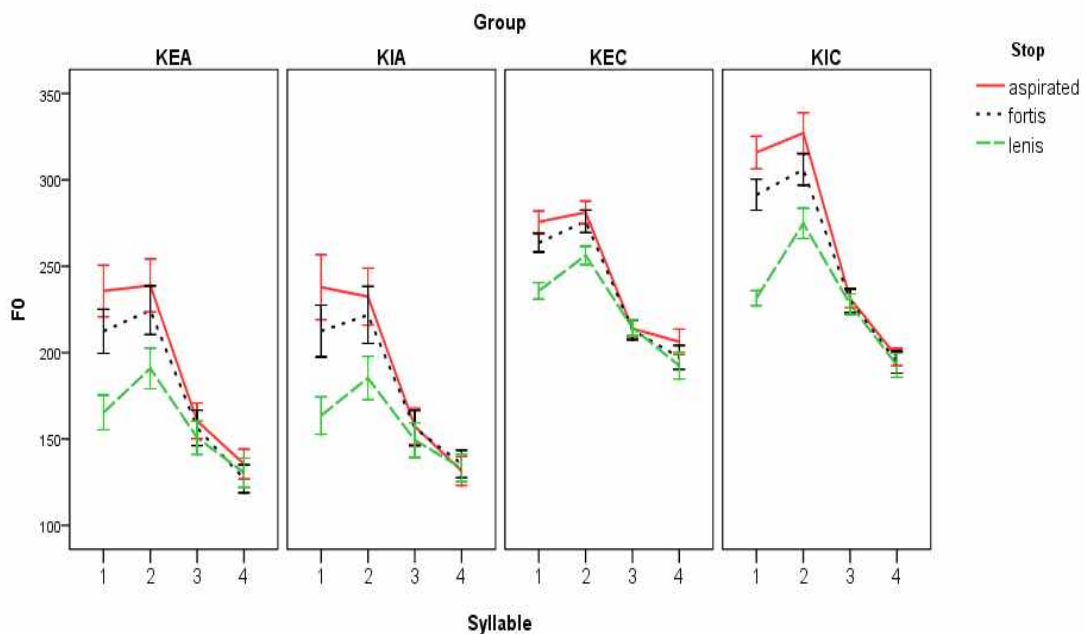 Group
KEA KIA KEC KIC
Stop
aspirated
fortis
lenis
F0
350
300
250
200
150
100
1 2 3 4 1 2 3 4 1 2 3 4 1 2 3 4
Syllable